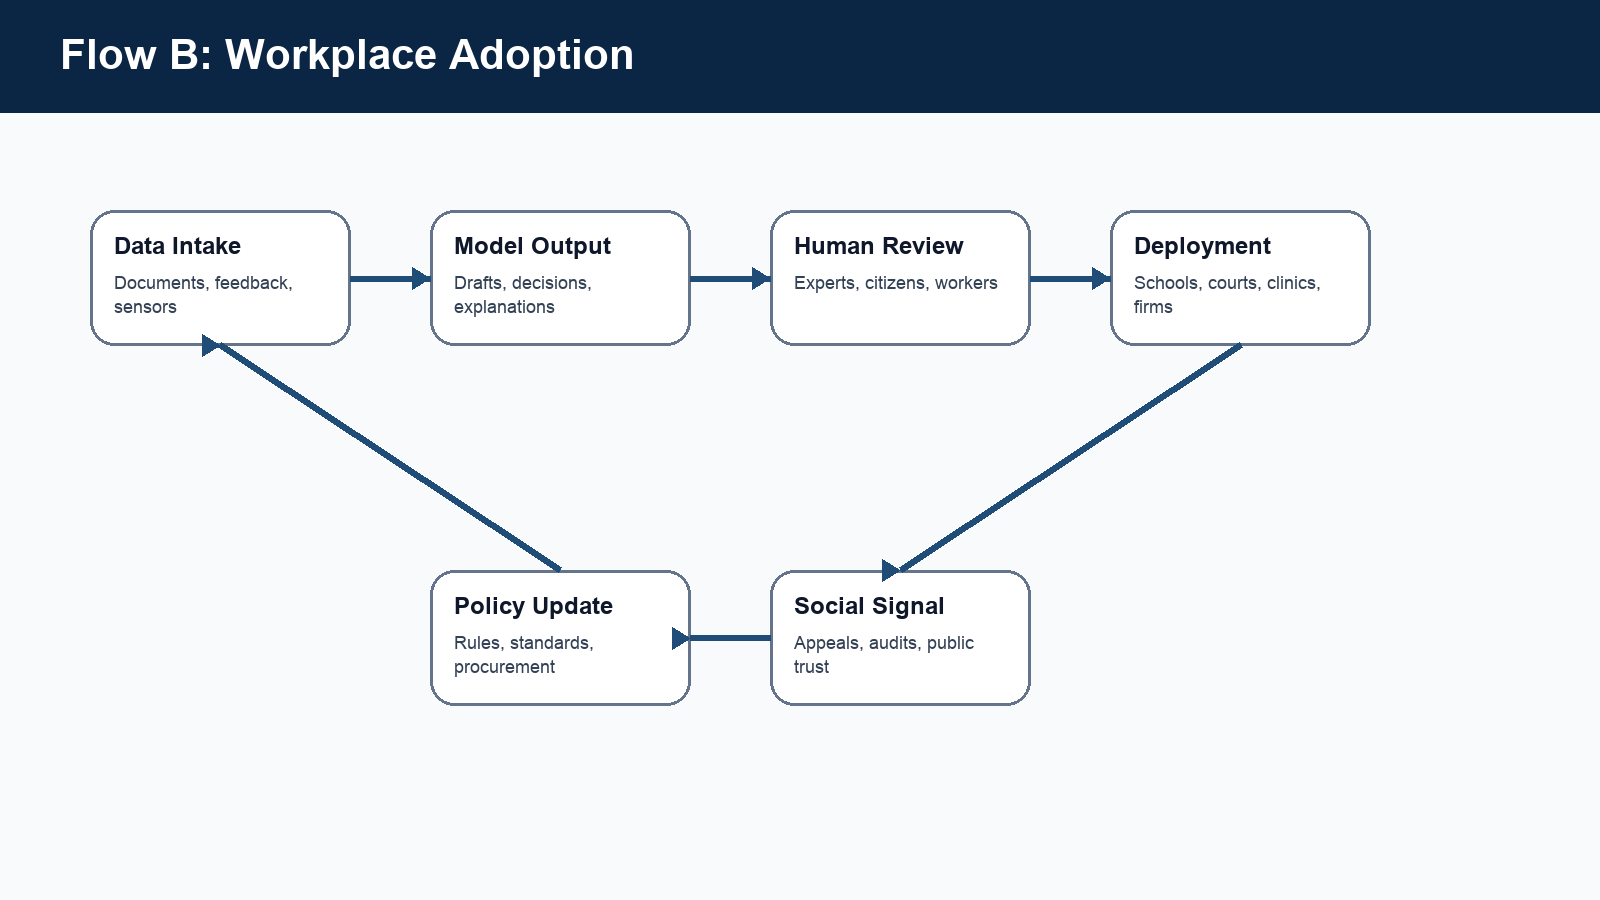 Flow B: Workplace Adoption
Data Intake
Documents, feedback,
sensors
Model Output
Drafts, decisions,
explanations
Human Review
Experts, citizens, workers
Deployment
Schools, courts, clinics,
firms
Policy Update
Rules, standards,
procurement
Social Signal
Appeals, audits, public
trust